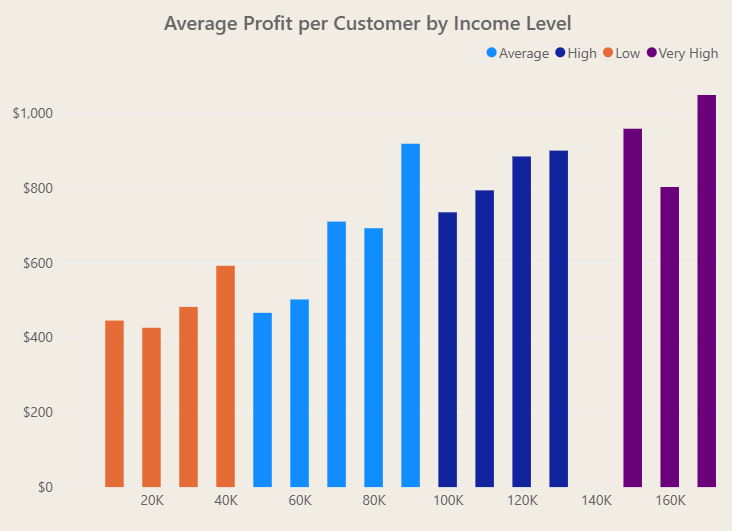 Average Profit per Customer by Income Level
Average High Low Very High
$1,000
$800
$600
$400
$200
$0
20K 40K 60K 80K 100K 120K 140K 160K